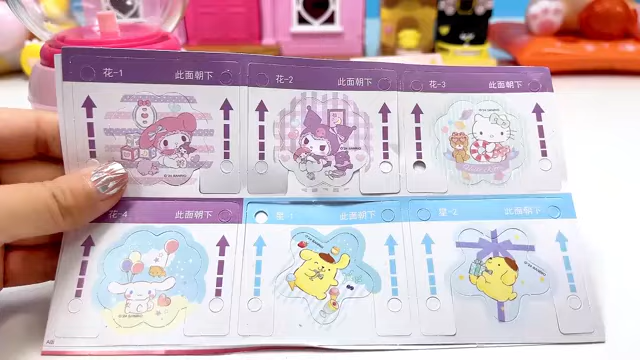 花-1 此面朝下
花-2 此面朝下
花-3 此面朝下
花-4 此面朝下
星-1 此面朝下
星-2 此面朝下